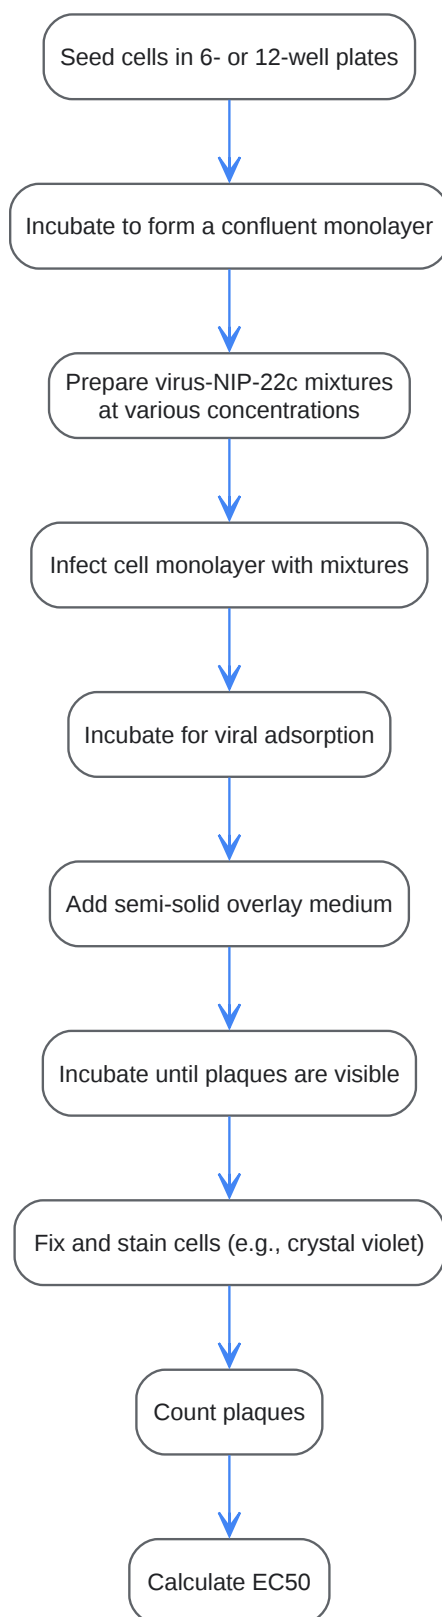 Seed cells in 6- or 12-well plates
Incubate to form a confluent monolayer
Prepare virus-NIP-22c mixtures
at various concentrations
Infect cell monolayer with mixtures
Incubate for viral adsorption
Add semi-solid overlay medium
Incubate until plaques are visible
Fix and stain cells (e.g., crystal violet)
Count plaques
Calculate EC50